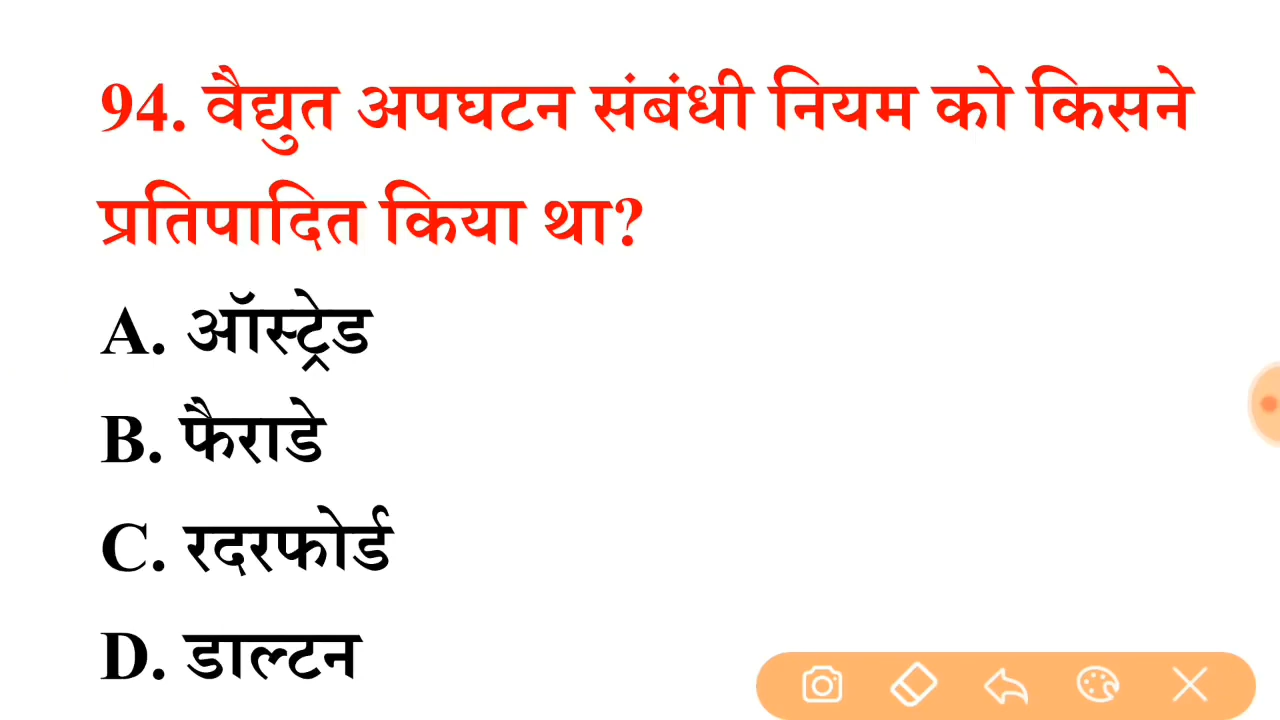 94. वैद्युत अपघटन संबंधी नियम को किसने
प्रतिपादित किया था?
A. ऑस्ट्रेड
B. फैराडे
C. रदरफोर्ड
D. डाल्टन